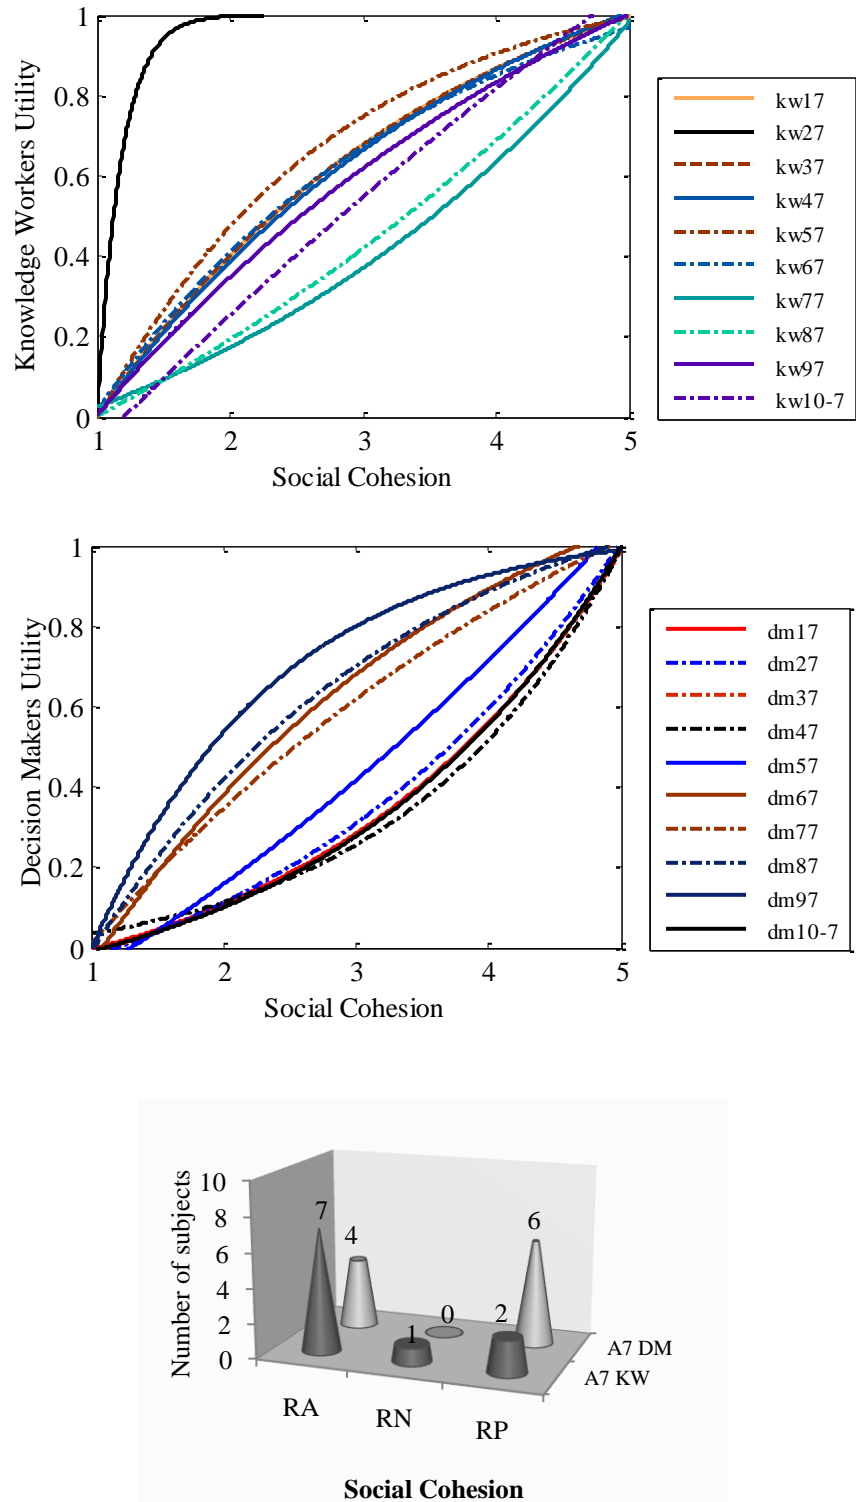 1
0.8
0.6
0.4
0.2
0
Knowledge Workers Utility
1 2 3 4 5
Social Cohesion
kw17
kw27
kw37
kw47
kw57
kw67
kw77
kw87
kw97
kw10-7
1
0.8
0.6
0.4
0.2
0
Decision Makers Utility
1 2 3 4 5
Social Cohesion
dm17
dm27
dm37
dm47
dm57
dm67
dm77
dm87
dm97
dm10-7
10
8
6
4
2
0
Number of subjects
7
4
1
0
2
6
RA
RN
RP
A7 DM
A7 KW
Social Cohesion